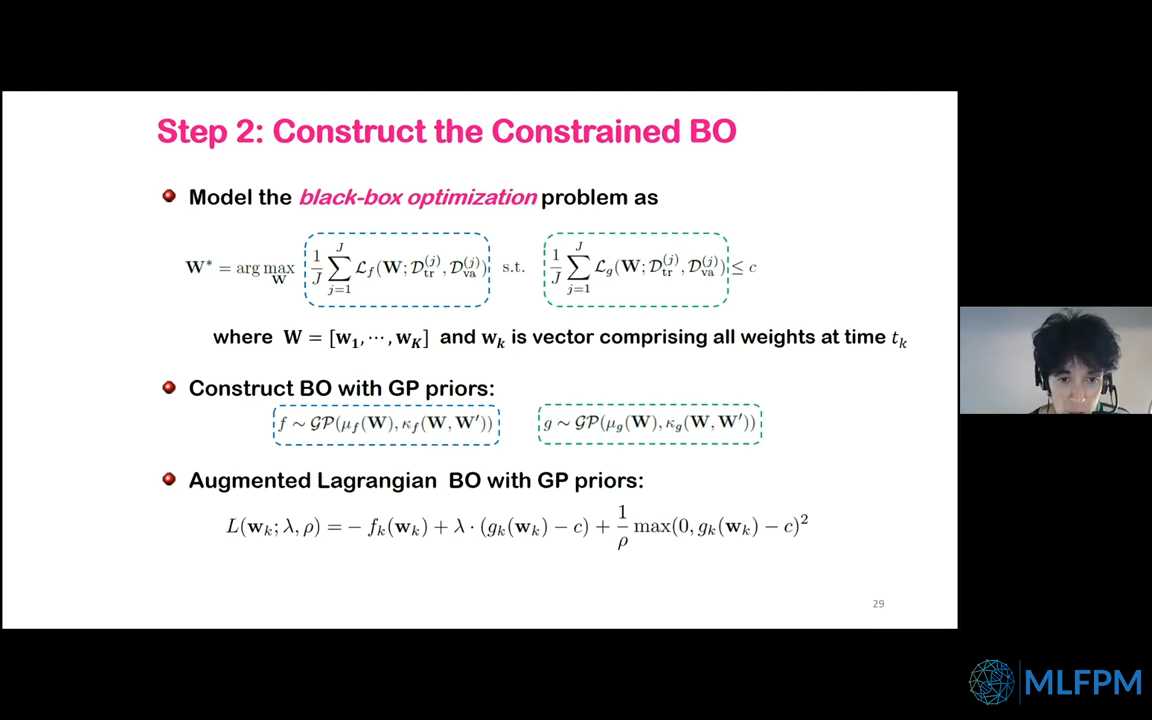 Step 2: Construct the Constrained BO
Model the black-box optimization problem as
W* = arg max_W 1/J ∑_{j=1}^{J} ℒ_f(W; 𝒟_tr^{(j)}, 𝒟_va^{(j)}) s.t. 1/J ∑_{j=1}^{J} ℒ_g(W; 𝒟_tr^{(j)}, 𝒟_va^{(j)}) ≤ c
where W = [w_1, ⋯, w_K] and w_k is vector comprising all weights at time t_k
Construct BO with GP priors:
f ∼ 𝒢𝒫(μ_f(W), κ_f(W, W′)) g ∼ 𝒢𝒫(μ_g(W), κ_g(W, W′))
Augmented Lagrangian BO with GP priors:
L(w_k; λ, ρ) = − f_k(w_k) + λ · (g_k(w_k) − c) + 1/ρ max(0, g_k(w_k) − c)^2
29
MLFPM